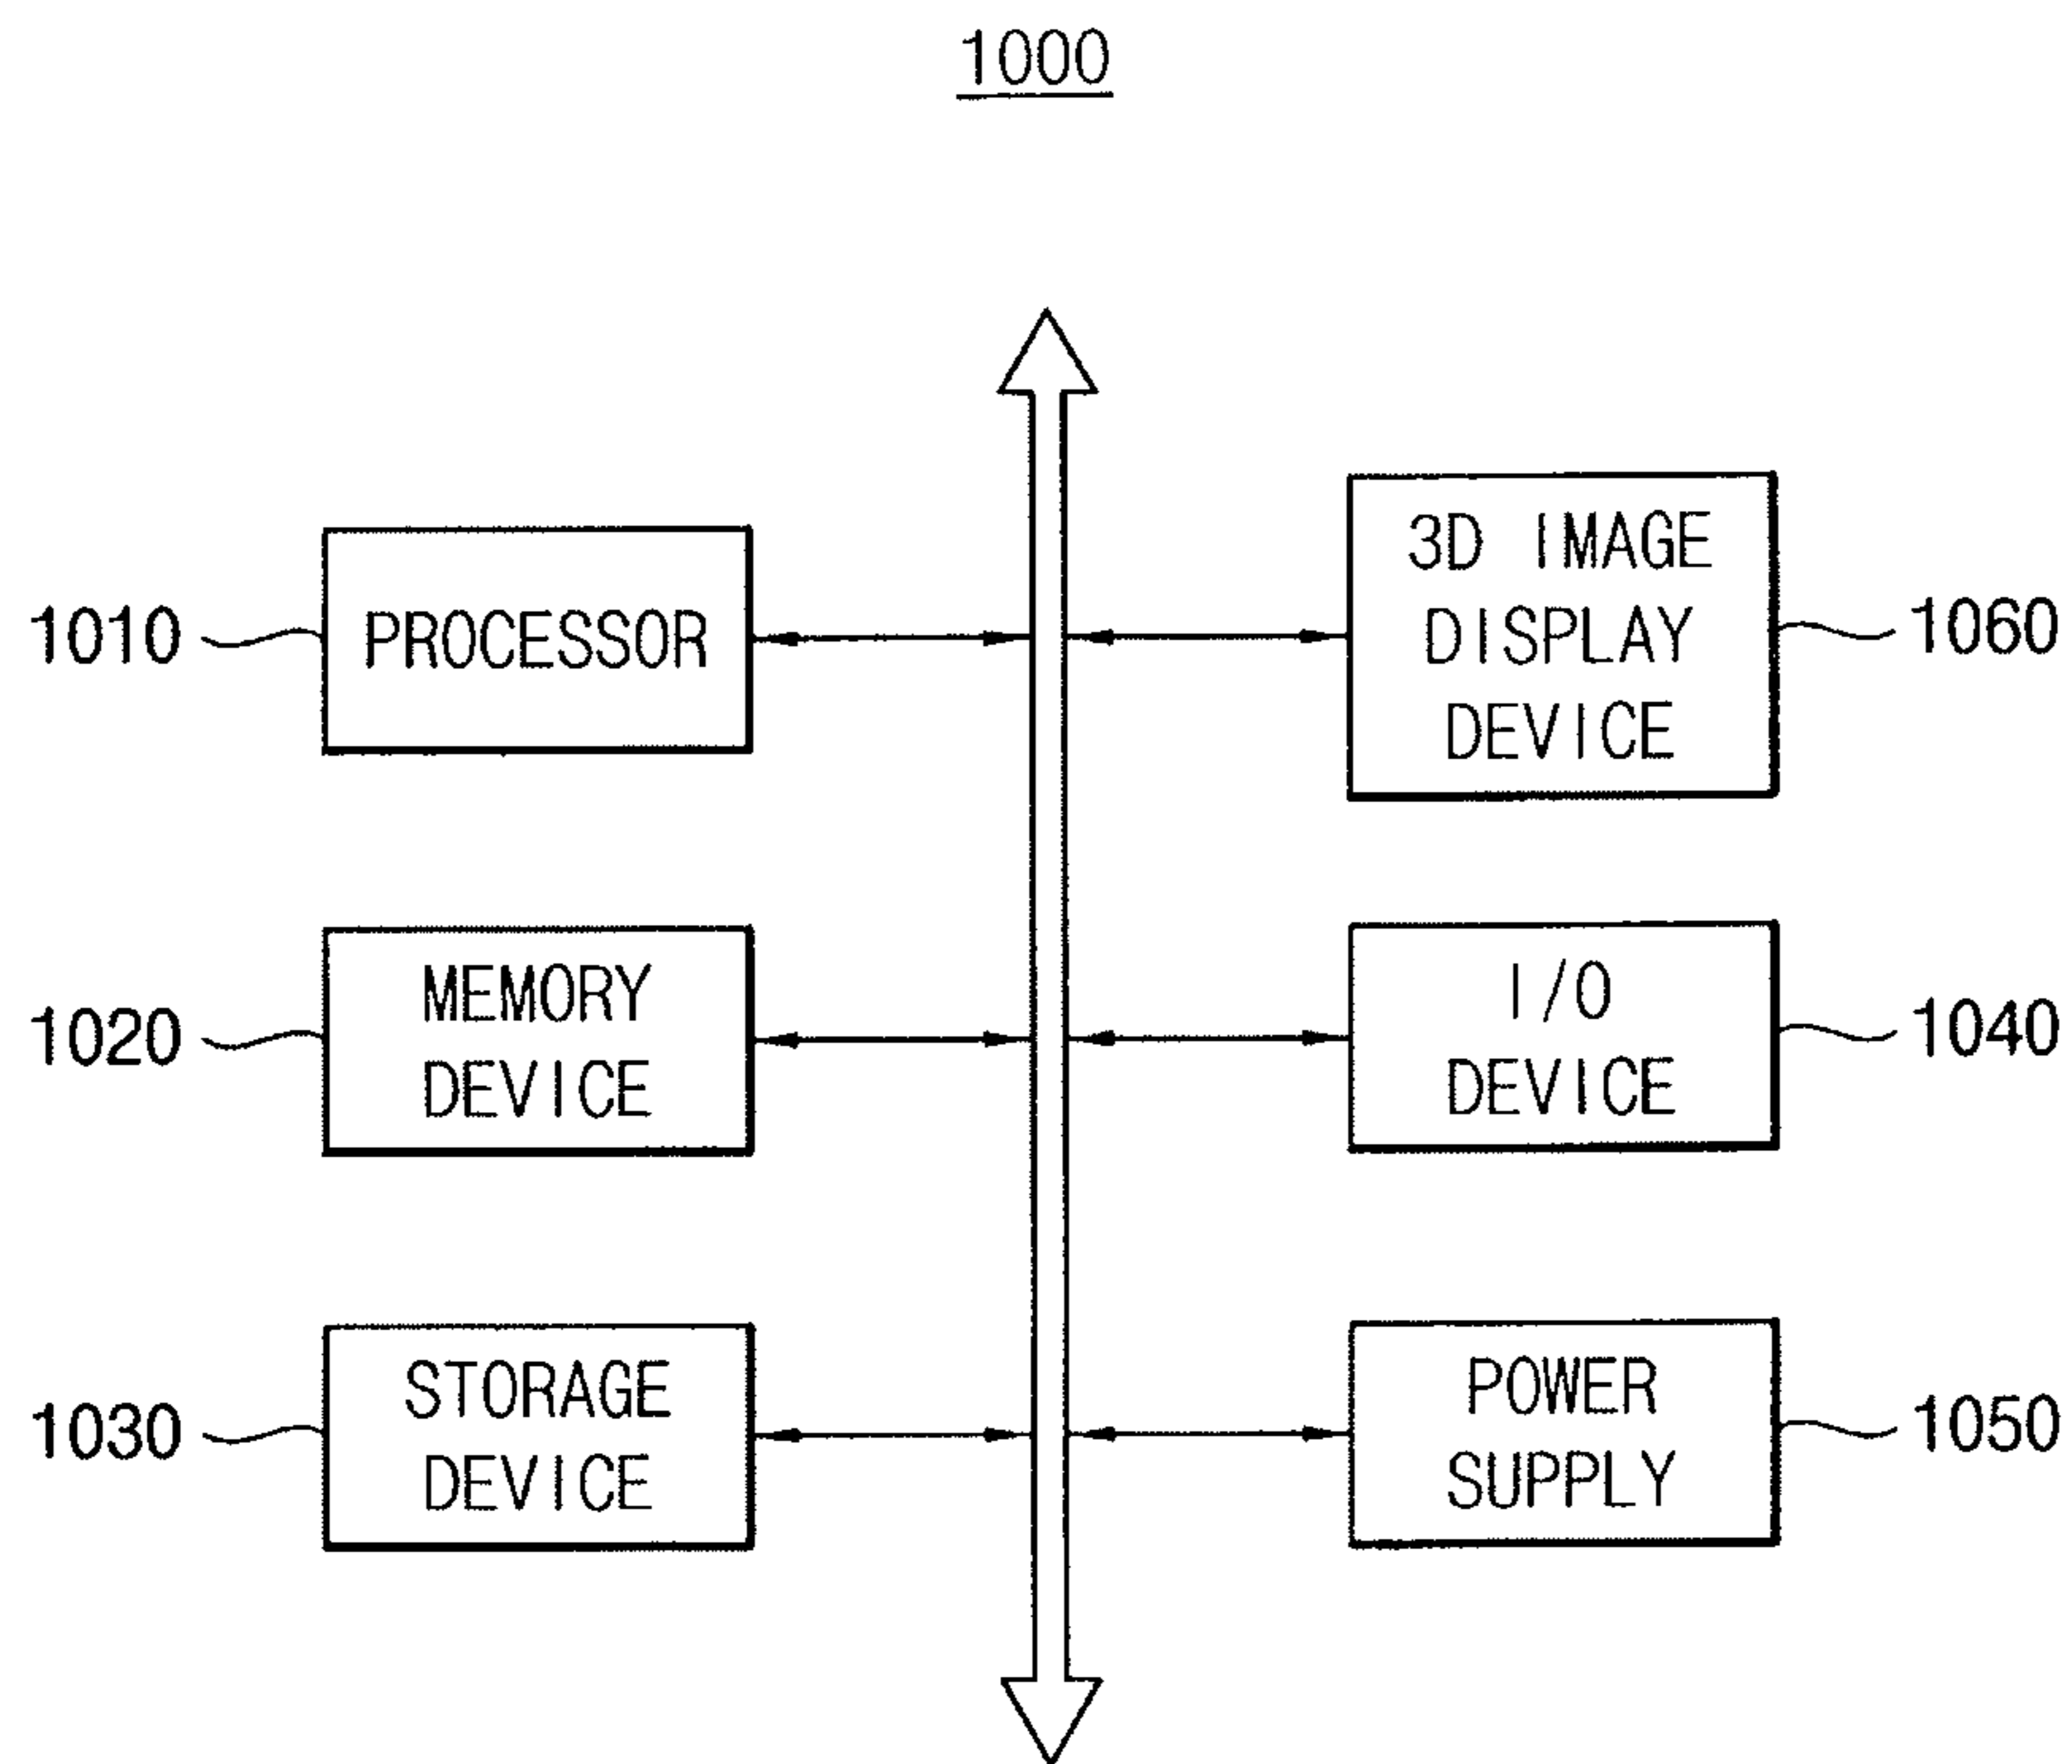 1000
1010
PROCESSOR
3D IMAGE
DISPLAY
DEVICE
1060
1020
MEMORY
DEVICE
I/O
DEVICE
1040
1030
STORAGE
DEVICE
POWER
SUPPLY
1050